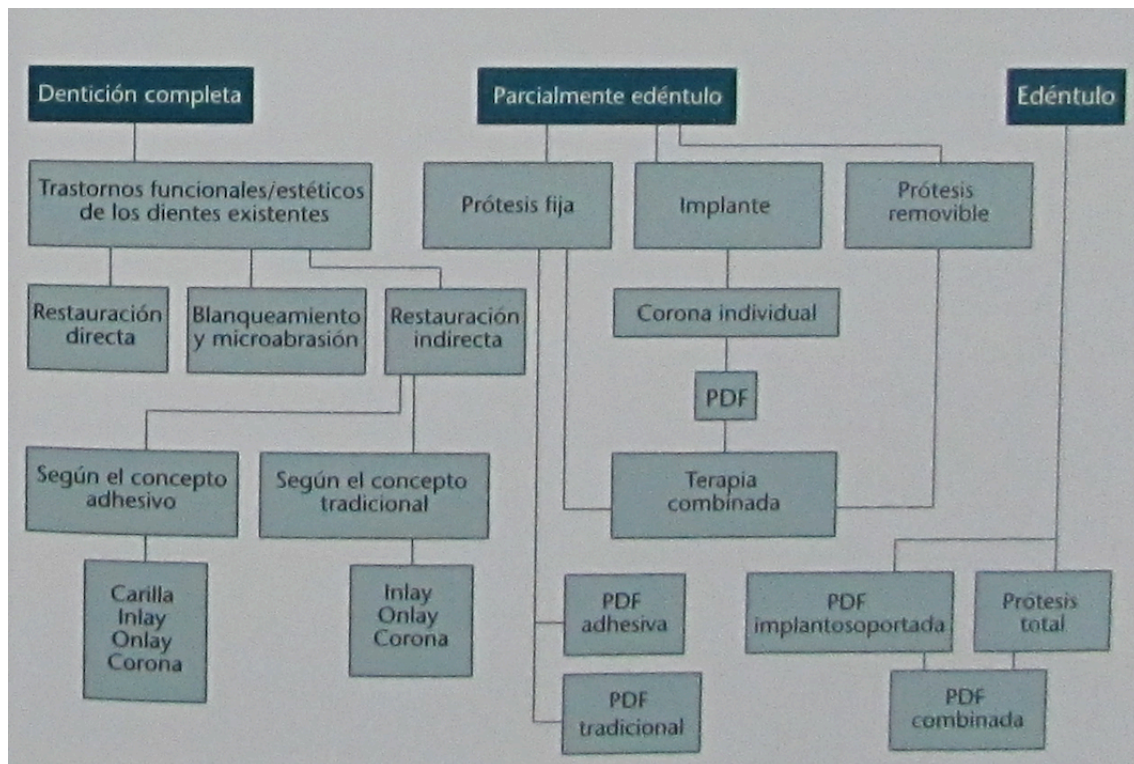 Dentición completa
Parcialmente edéntulo
Edéntulo
Trastornos funcionales/estéticos
de los dientes existentes
Prótesis fija
Implante
Prótesis
removible
Restauración
directa
Blanqueamiento
y microabrasión
Restauración
indirecta
Corona individual
PDF
Según el concepto
adhesivo
Según el concepto
tradicional
Terapia
combinada
Carilla
Inlay
Onlay
Corona
Inlay
Onlay
Corona
PDF
adhesiva
PDF
implantosoportada
Prótesis
total
PDF
tradicional
PDF
combinada